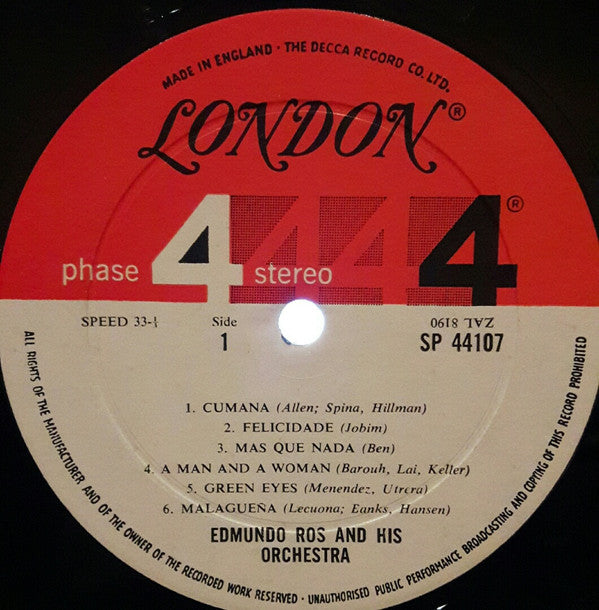 MADE IN ENGLAND · THE DECCA RECORD CO. LTD.
LONDON®
phase 4 stereo 4 4 4®
SPEED 33-⅓
Side
1
ZAL 8190
SP 44107
1. CUMANA (Allen; Spina, Hillman)
2. FELICIDADE (Jobim)
3. MAS QUE NADA (Ben)
4. A MAN AND A WOMAN (Barouh, Lai, Keller)
5. GREEN EYES (Menendez, Utrera)
6. MALAGUEÑA (Lecuona; Eanks, Hansen)
EDMUNDO ROS AND HIS
ORCHESTRA
ALL RIGHTS OF THE MANUFACTURER AND OF THE OWNER OF THE RECORDED WORK RESERVED · UNAUTHORISED PUBLIC PERFORMANCE BROADCASTING AND COPYING OF THIS RECORD PROHIBITED